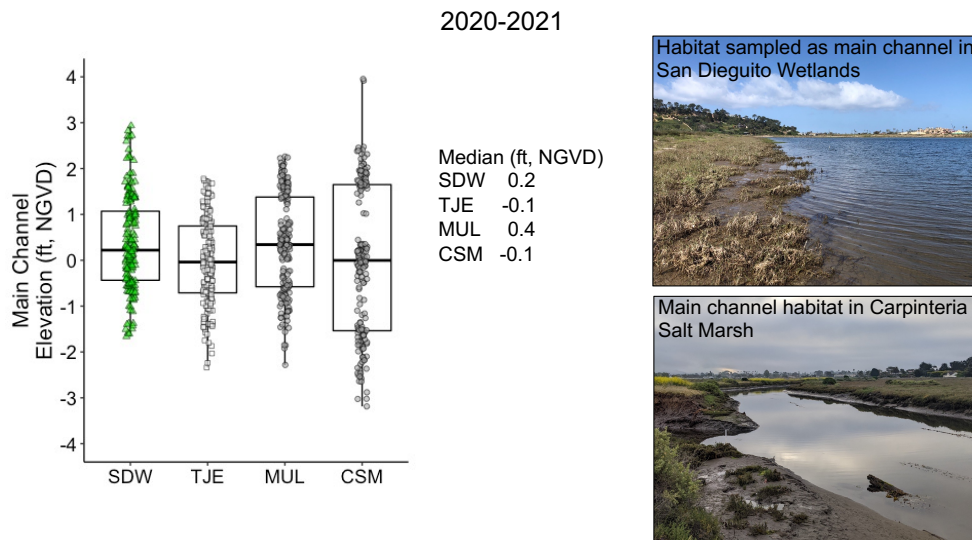 2020-2021
Main Channel
Elevation (ft, NGVD)
4
3
2
1
0
-1
-2
-3
-4
SDW TJE MUL CSM
Median (ft, NGVD)
SDW 0.2
TJE -0.1
MUL 0.4
CSM -0.1
Habitat sampled as main channel in
San Dieguito Wetlands
Main channel habitat in Carpinteria
Salt Marsh